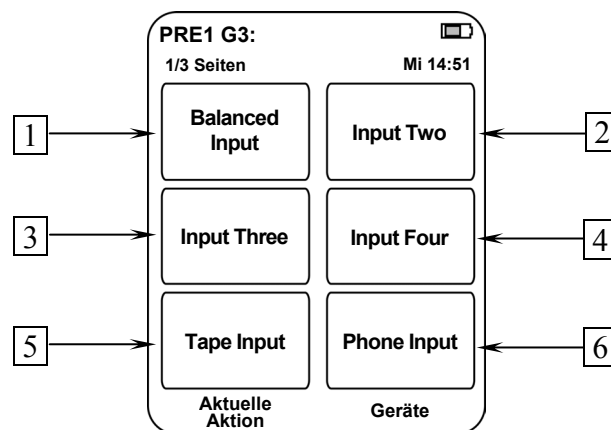 PRE1 G3:
1/3 Seiten Mi 14:51
1 Balanced
Input Input Two 2
3 Input Three Input Four 4
5 Tape Input Phone Input 6
Aktuelle
Aktion Geräte